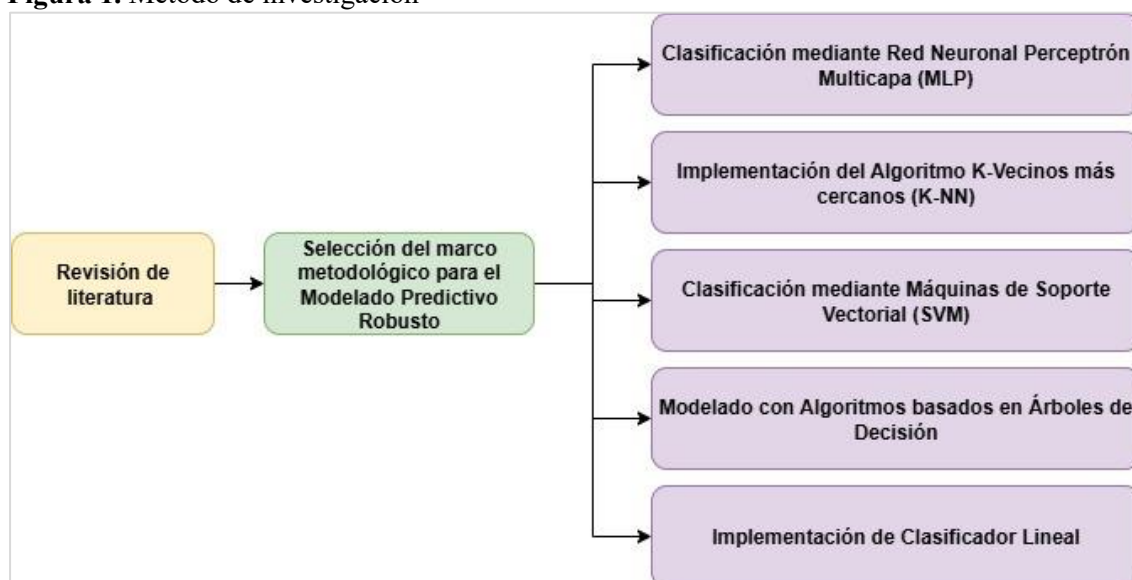 Figura 1. Método de investigación
Clasificación mediante Red Neuronal Perceptrón
Multicapa (MLP)
Implementación del Algoritmo K-Vecinos más
cercanos (K-NN)
Revisión de
literatura
Selección del marco
metodológico para el
Modelado Predictivo
Robusto
Clasificación mediante Máquinas de Soporte
Vectorial (SVM)
Modelado con Algoritmos basados en Árboles de
Decisión
Implementación de Clasificador Lineal